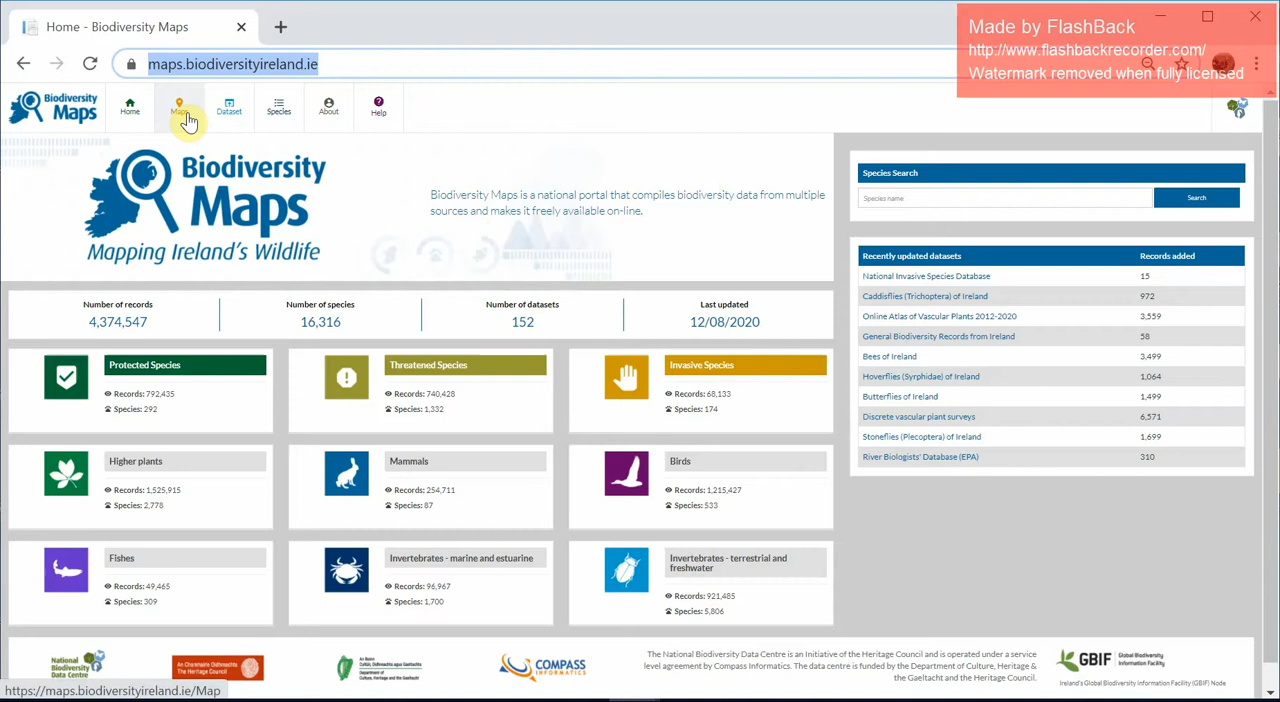 Home - Biodiversity Maps
Made by FlashBack
http://www.flashbackrecorder.com/
Watermark removed when fully licensed
maps.biodiversityireland.ie
Biodiversity
Maps
Home
Maps
Dataset
Species
About
Help
Biodiversity
Maps
Mapping Ireland's Wildlife
Biodiversity Maps is a national portal that compiles biodiversity data from multiple
sources and makes it freely available on-line.
Species Search
Species name
Search
Number of records
4,374,547
Number of species
16,316
Number of datasets
152
Last updated
12/08/2020
Recently updated datasets Records added
National Invasive Species Database 15
Caddisflies (Trichoptera) of Ireland 972
Online Atlas of Vascular Plants 2012-2020 3,559
General Biodiversity Records from Ireland 58
Bees of Ireland 3,499
Hoverflies (Syrphidae) of Ireland 1,064
Butterflies of Ireland 1,499
Discrete vascular plant surveys 6,571
Stoneflies (Plecoptera) of Ireland 1,699
River Biologists' Database (EPA) 310
Protected Species
Records: 792,435
Species: 292
Threatened Species
Records: 740,428
Species: 1,332
Invasive Species
Records: 68,133
Species: 174
Higher plants
Records: 1,525,915
Species: 2,778
Mammals
Records: 254,711
Species: 87
Birds
Records: 1,215,427
Species: 533
Fishes
Records: 49,465
Species: 309
Invertebrates - marine and estuarine
Records: 96,967
Species: 1,700
Invertebrates - terrestrial and
freshwater
Records: 921,485
Species: 5,806
National
Biodiversity
Data Centre
An Chomhairle Oidhreachta
The Heritage Council
COMPASS
INFORMATICS
The National Biodiversity Data Centre is an Initiative of the Heritage Council and is operated under a service
level agreement by Compass Informatics. The data centre is funded by the Department of Culture, Heritage &
the Gaeltacht and the Heritage Council.
GBIF
Global Biodiversity
Information Facility
Ireland's Global Biodiversity Information Facility (GBIF) Node.
https://maps.biodiversityireland.ie/Map